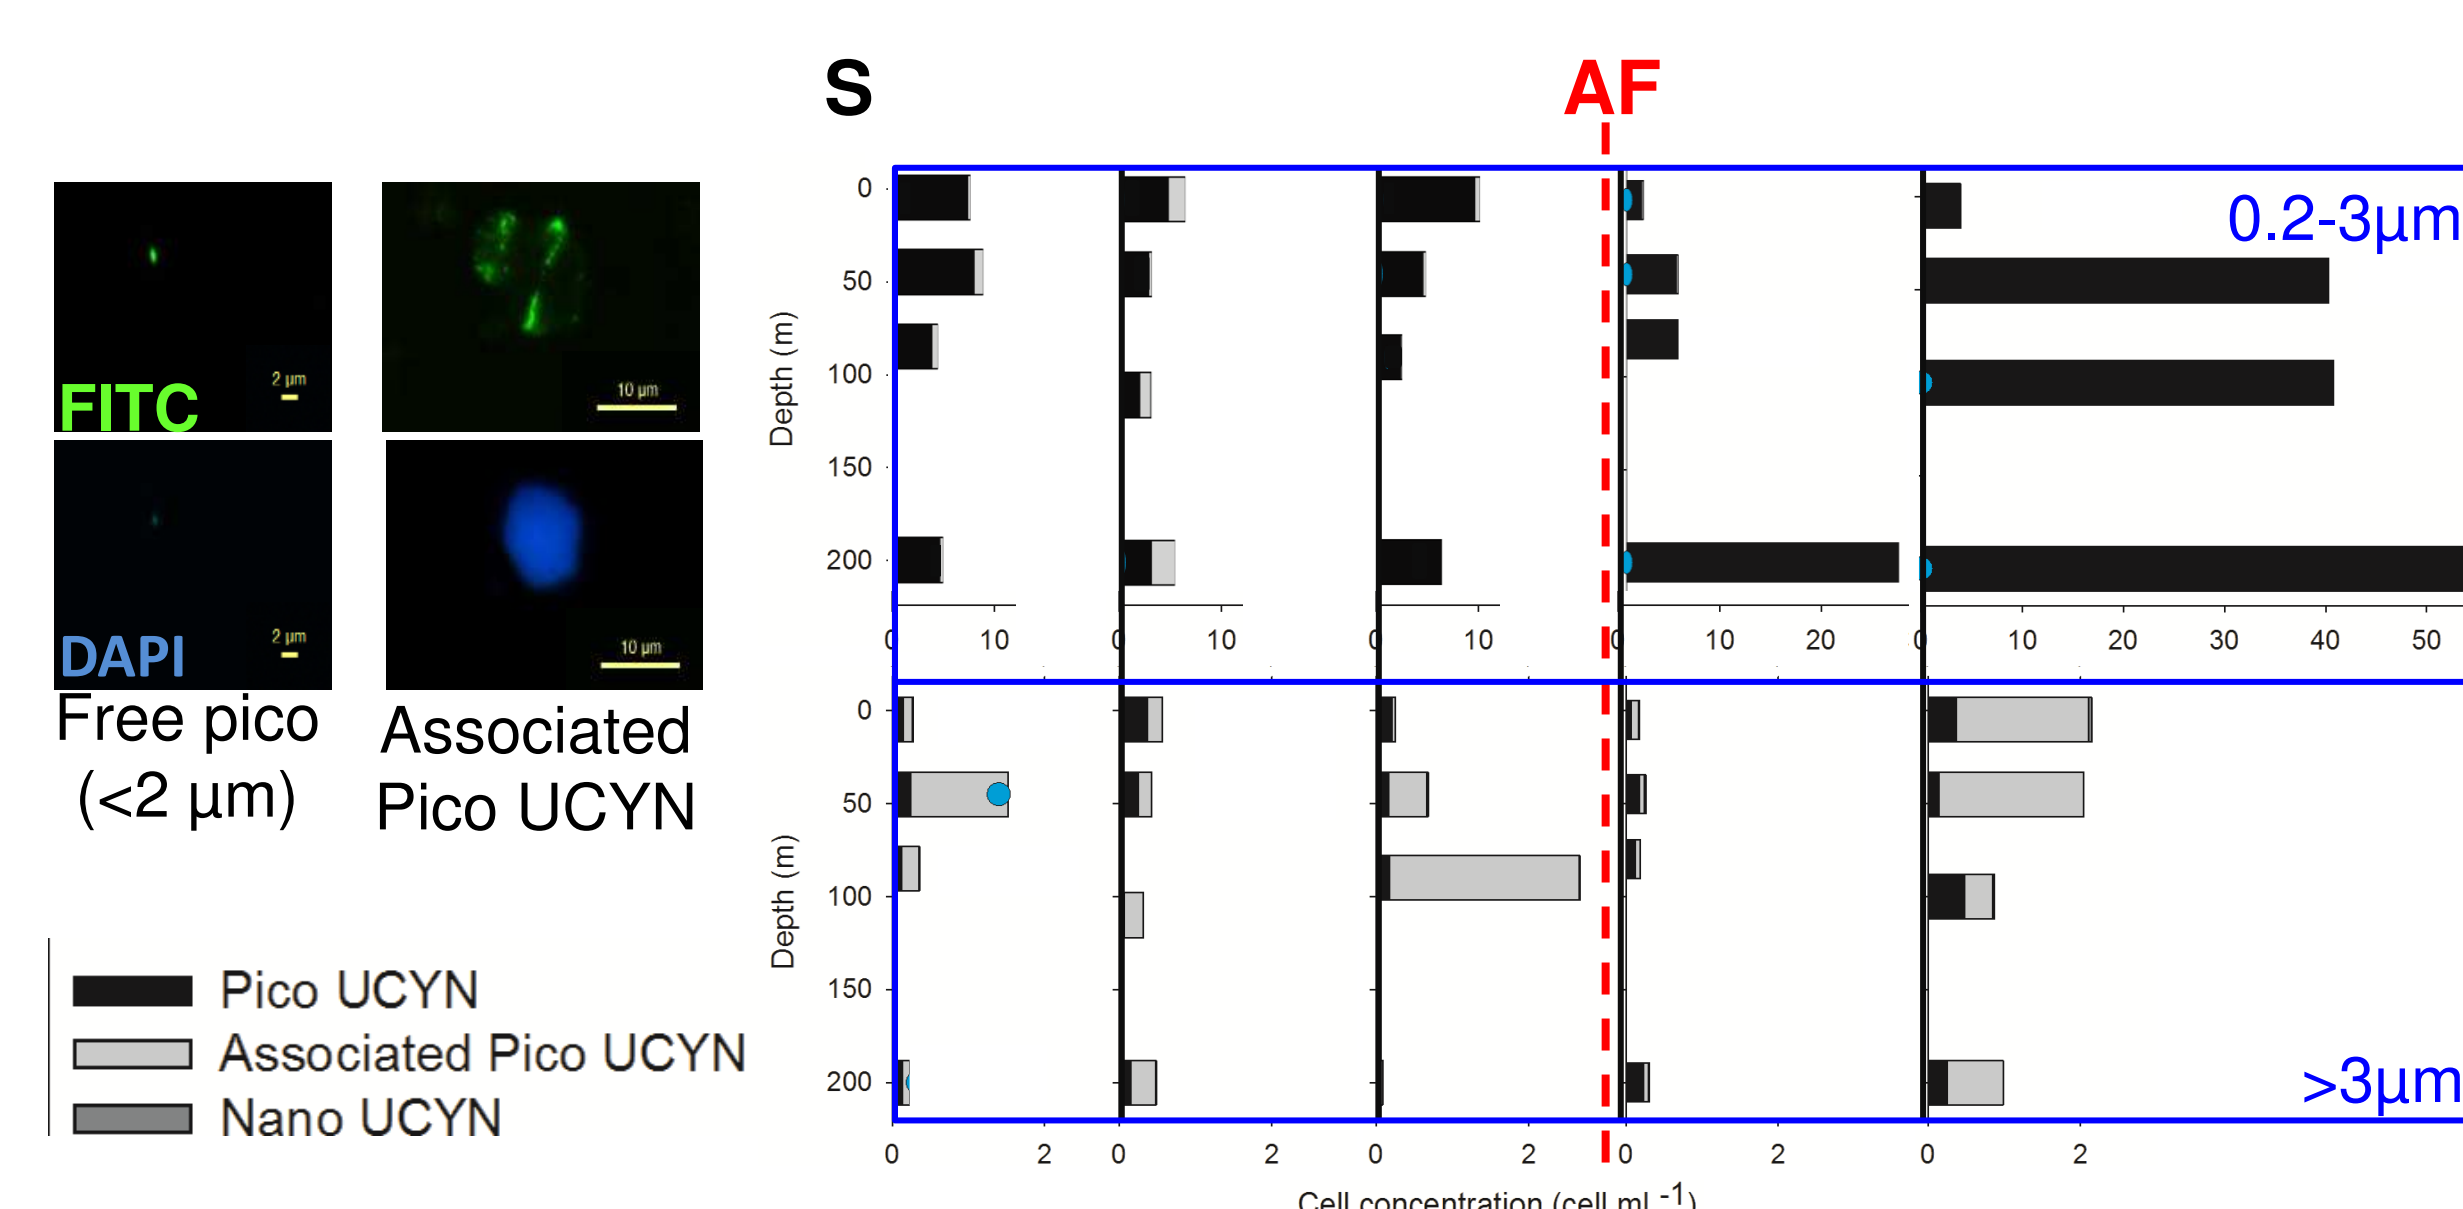 S
AF
FITC
2 µm
10 µm
DAPI
2 µm
10 µm
Free pico
(<2 µm)
Associated
Pico UCYN
Pico UCYN
Associated Pico UCYN
Nano UCYN
0.2-3µm
Depth (m)
0
50
100
150
200
0 10 0 10 0 10 0 10 20 0 10 20 30 40 50
>3µm
Depth (m)
0
50
100
150
200
0 2 0 2 0 2 0 2 0 2
Cell concentration (cell ml -1)